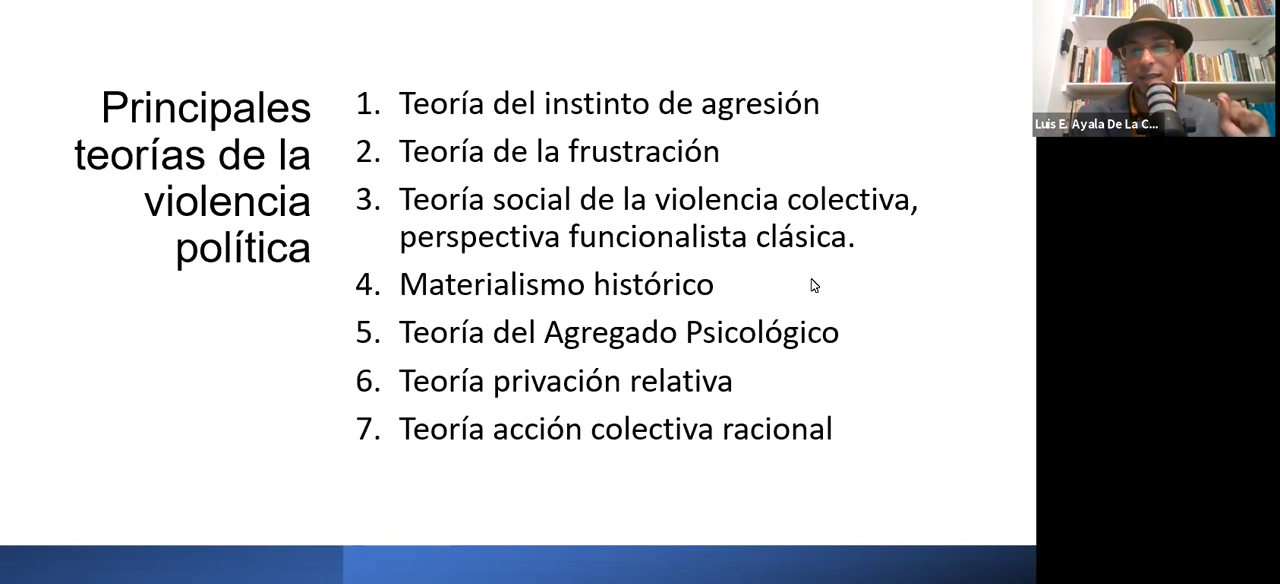 Principales
teorías de la
violencia
política
1. Teoría del instinto de agresión
2. Teoría de la frustración
3. Teoría social de la violencia colectiva,
perspectiva funcionalista clásica.
4. Materialismo histórico
5. Teoría del Agregado Psicológico
6. Teoría privación relativa
7. Teoría acción colectiva racional
Luis E. Ayala De La C...